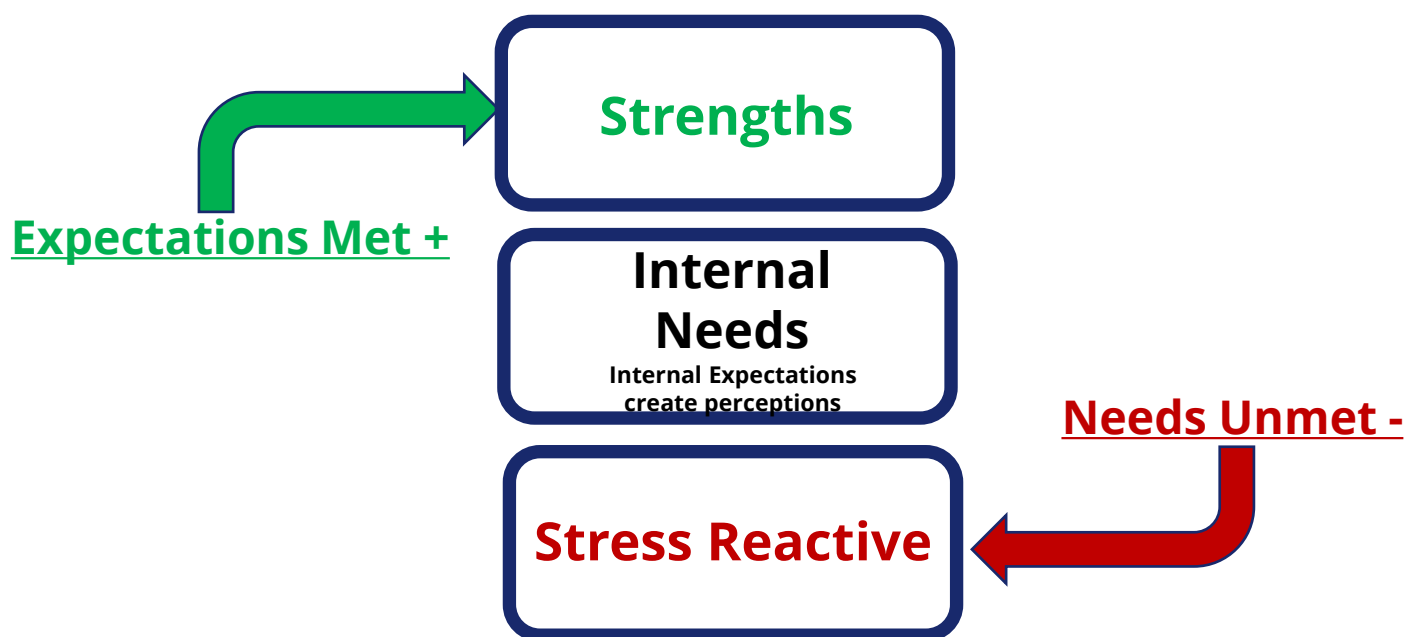 Strengths
Expectations Met +
Internal
Needs
Internal Expectations
create perceptions
Needs Unmet -
Stress Reactive